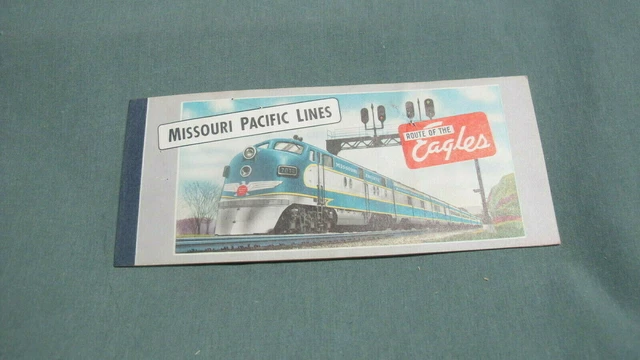 MISSOURI PACIFIC LINES
ROUTE OF THE
Eagles